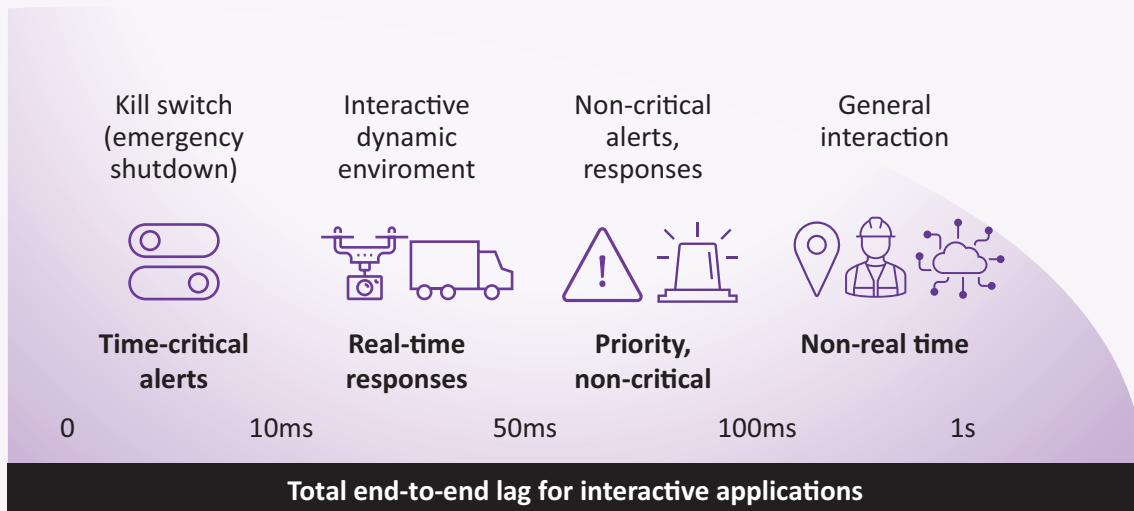 Kill switch
(emergency
shutdown)
Interactive
dynamic
enviroment
Non-critical
alerts,
responses
General
interaction
Time-critical
alerts
Real-time
responses
Priority,
non-critical
Non-real time
0
10ms
50ms
100ms
1s
Total end-to-end lag for interactive applications